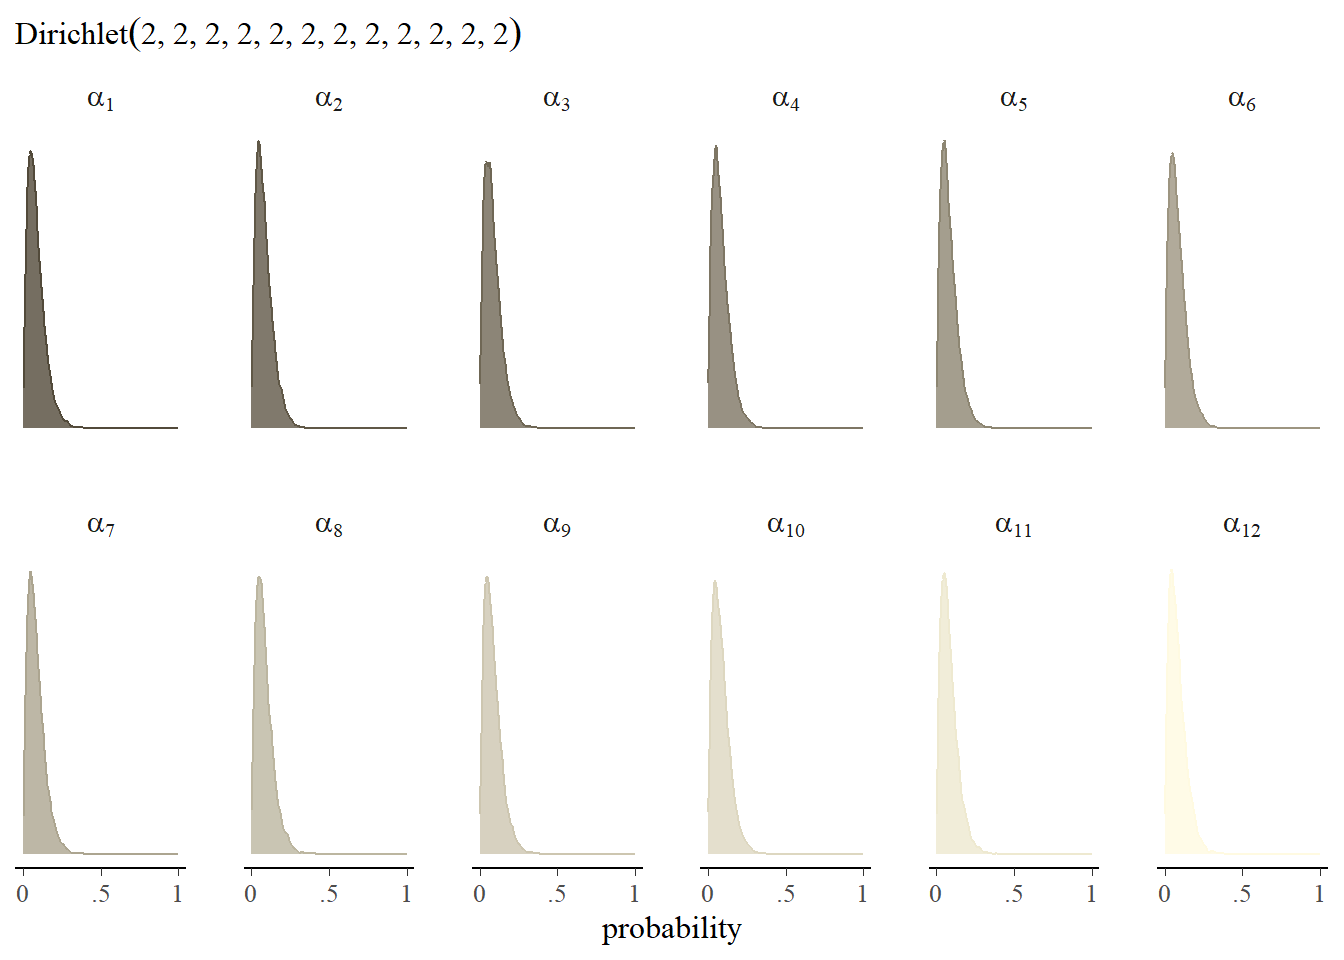 Dirichlet(2, 2, 2, 2, 2, 2, 2, 2, 2, 2, 2, 2)
α1 α2 α3 α4 α5 α6
α7 α8 α9 α10 α11 α12
0 .5 1 0 .5 1 0 .5 1 0 .5 1 0 .5 1 0 .5 1
probability